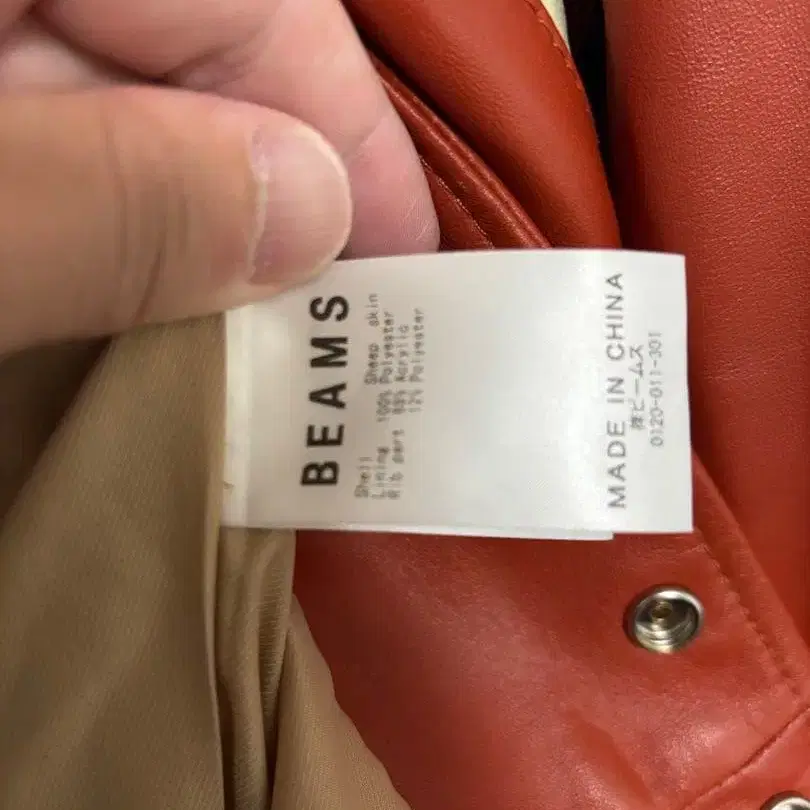 BEAMS
Shell Sheep skin
Lining 100% Polyester
Rib part 88% Acrylic
12% Polyester
MADE IN CHINA
㈱ビームス
0120-011-301